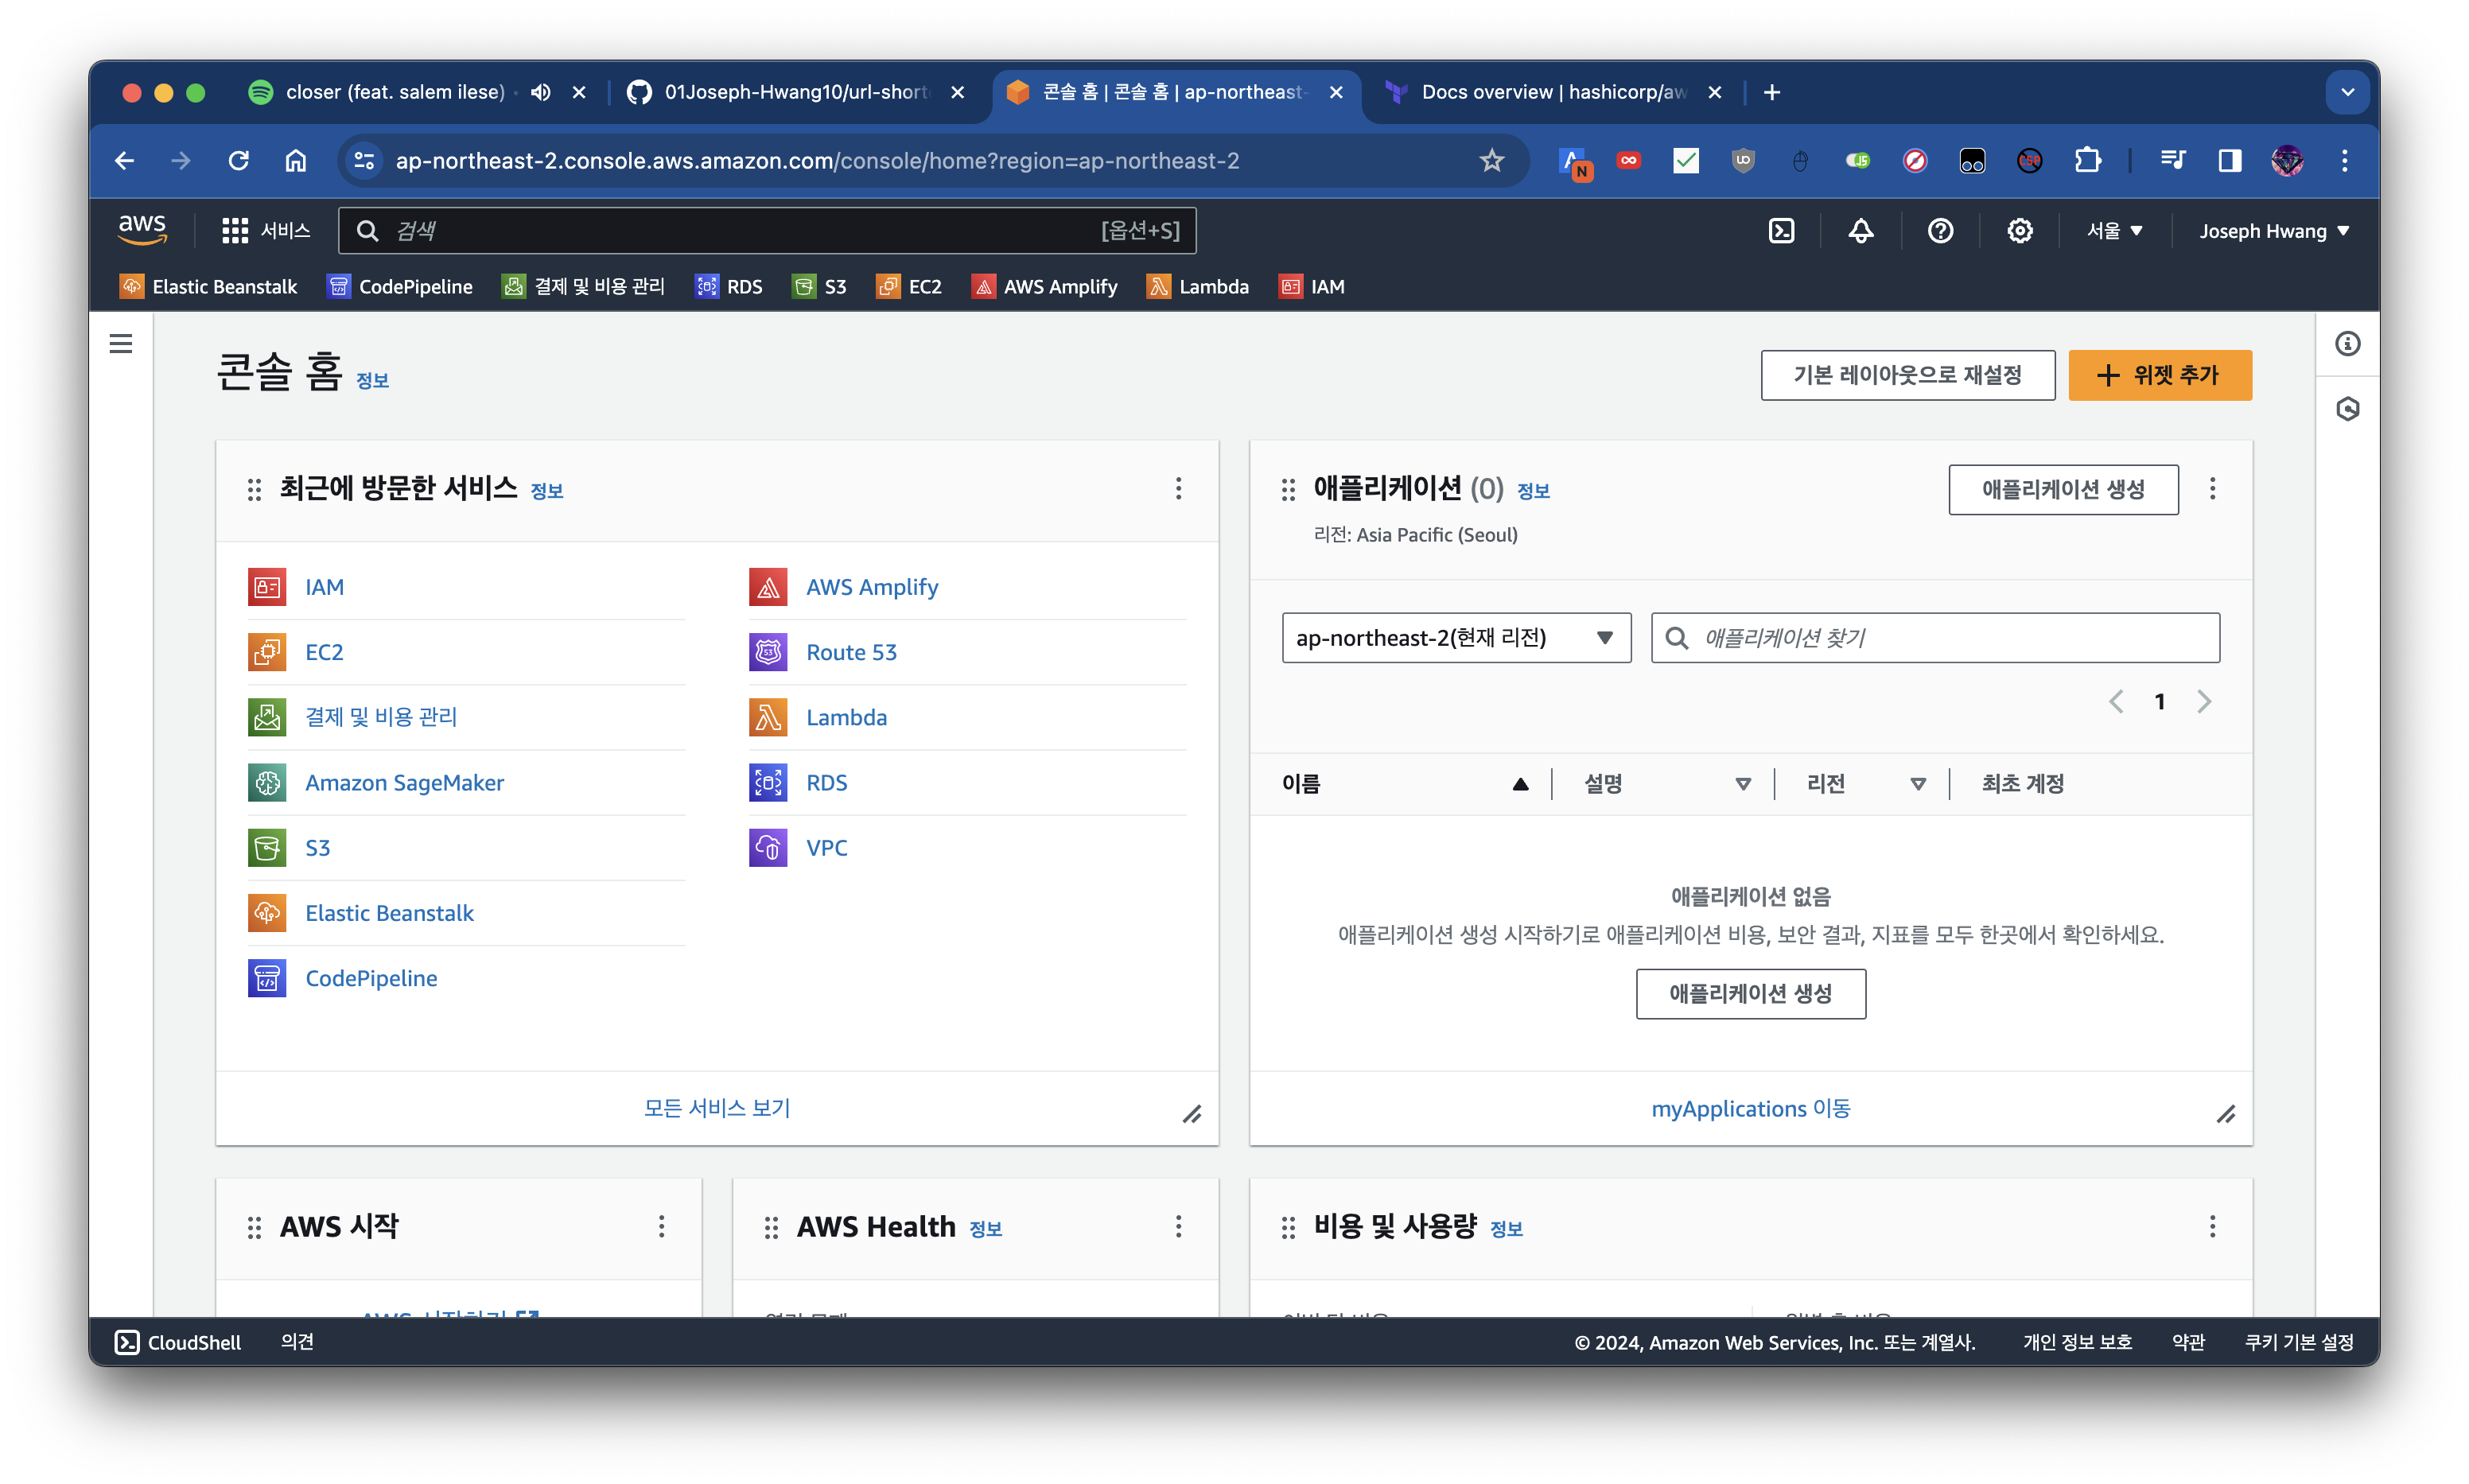 closer (feat. salem ilese) ·
01Joseph-Hwang10/url-short
콘솔 홈 | 콘솔 홈 | ap-northeast-
Docs overview | hashicorp/aw
ap-northeast-2.console.aws.amazon.com/console/home?region=ap-northeast-2
aws
서비스
검색
[옵션+S]
서울
Joseph Hwang
Elastic Beanstalk
CodePipeline
결제 및 비용 관리
RDS
S3
EC2
AWS Amplify
Lambda
IAM
콘솔 홈 정보
기본 레이아웃으로 재설정
위젯 추가
최근에 방문한 서비스 정보
IAM
EC2
결제 및 비용 관리
Amazon SageMaker
S3
Elastic Beanstalk
CodePipeline
AWS Amplify
Route 53
Lambda
RDS
VPC
모든 서비스 보기
애플리케이션 (0) 정보
애플리케이션 생성
리전: Asia Pacific (Seoul)
ap-northeast-2(현재 리전)
애플리케이션 찾기
1
이름
설명
리전
최초 계정
애플리케이션 없음
애플리케이션 생성 시작하기로 애플리케이션 비용, 보안 결과, 지표를 모두 한곳에서 확인하세요.
애플리케이션 생성
myApplications 이동
AWS 시작
AWS Health 정보
비용 및 사용량 정보
AWS 시작하기
CloudShell
의견
© 2024, Amazon Web Services, Inc. 또는 계열사.
개인 정보 보호
약관
쿠키 기본 설정